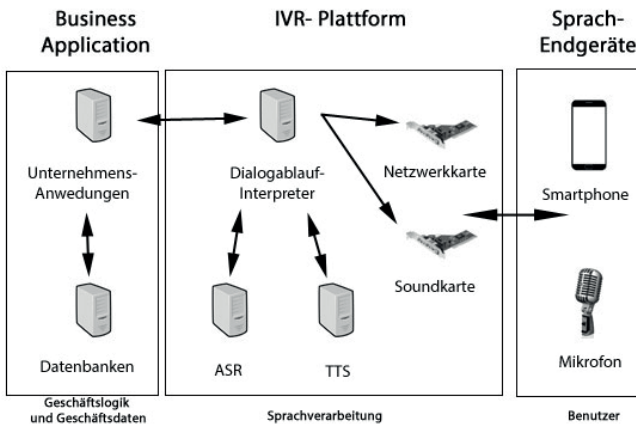 Business
Application
IVR- Plattform
Sprach-
Endgeräte
Unternehmens-
Anwedungen
Dialogablauf-
Interpreter
Netzwerkkarte
Smartphone
Soundkarte
Datenbanken
ASR
TTS
Mikrofon
Geschäftslogik
und Geschäftsdaten
Sprachverarbeitung
Benutzer